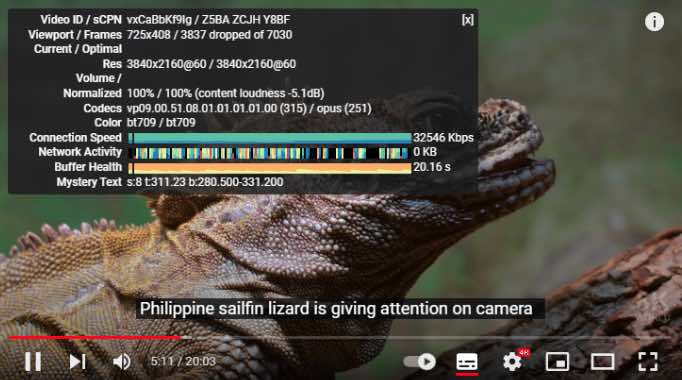 Video ID / sCPN vxCaBbKf9Ig / Z5BA ZCJH Y8BF [x]
Viewport / Frames 725x408 / 3837 dropped of 7030
Current / Optimal
Res 3840x2160@60 / 3840x2160@60
Volume /
Normalized 100% / 100% (content loudness -5.1dB)
Codecs vp09.00.51.08.01.01.01.01.00 (315) / opus (251)
Color bt709 / bt709
Connection Speed 32546 Kbps
Network Activity 0 KB
Buffer Health 20.16 s
Mystery Text s:8 t:311.23 b:280.500-331.200
Philippine sailfin lizard is giving attention on camera
5:11 / 20:03 4K